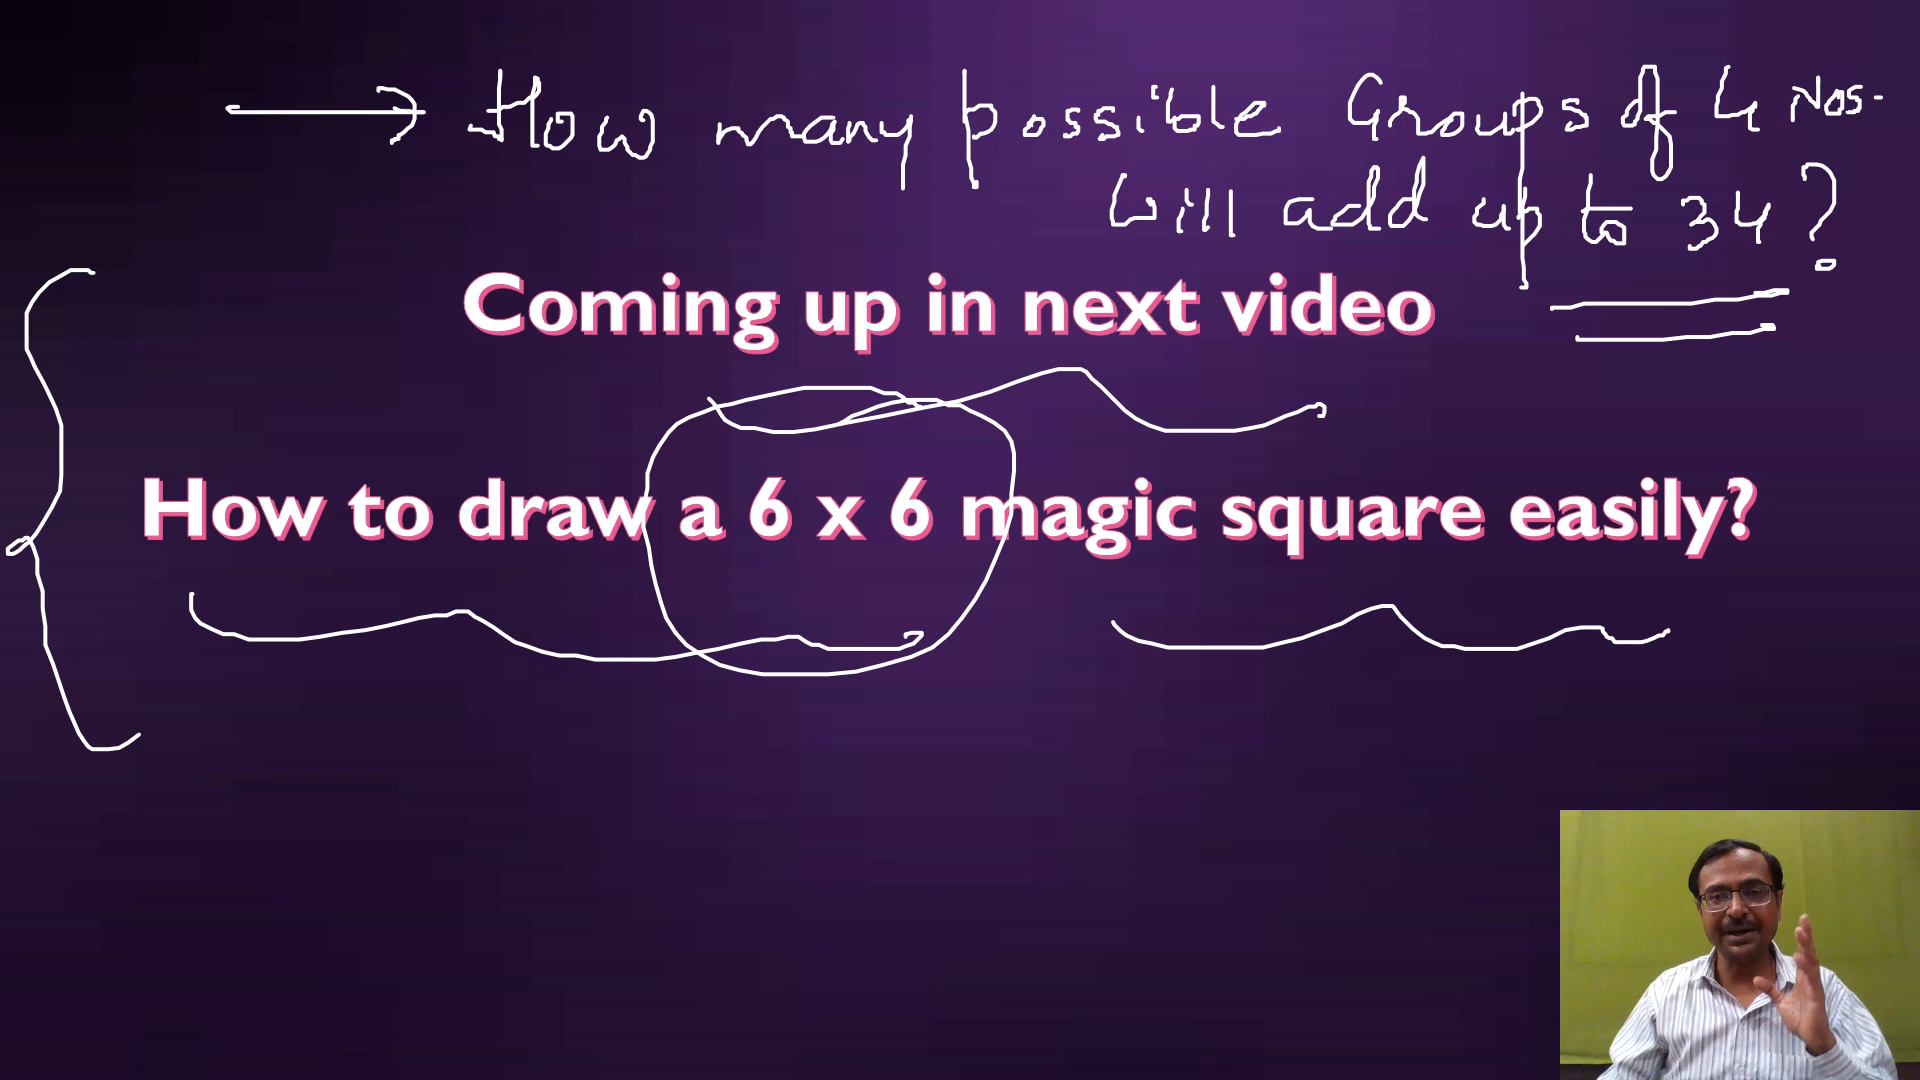 How many possible Groups of 4 Nos.
will add up to 34?
Coming up in next video
How to draw a 6 x 6 magic square easily?